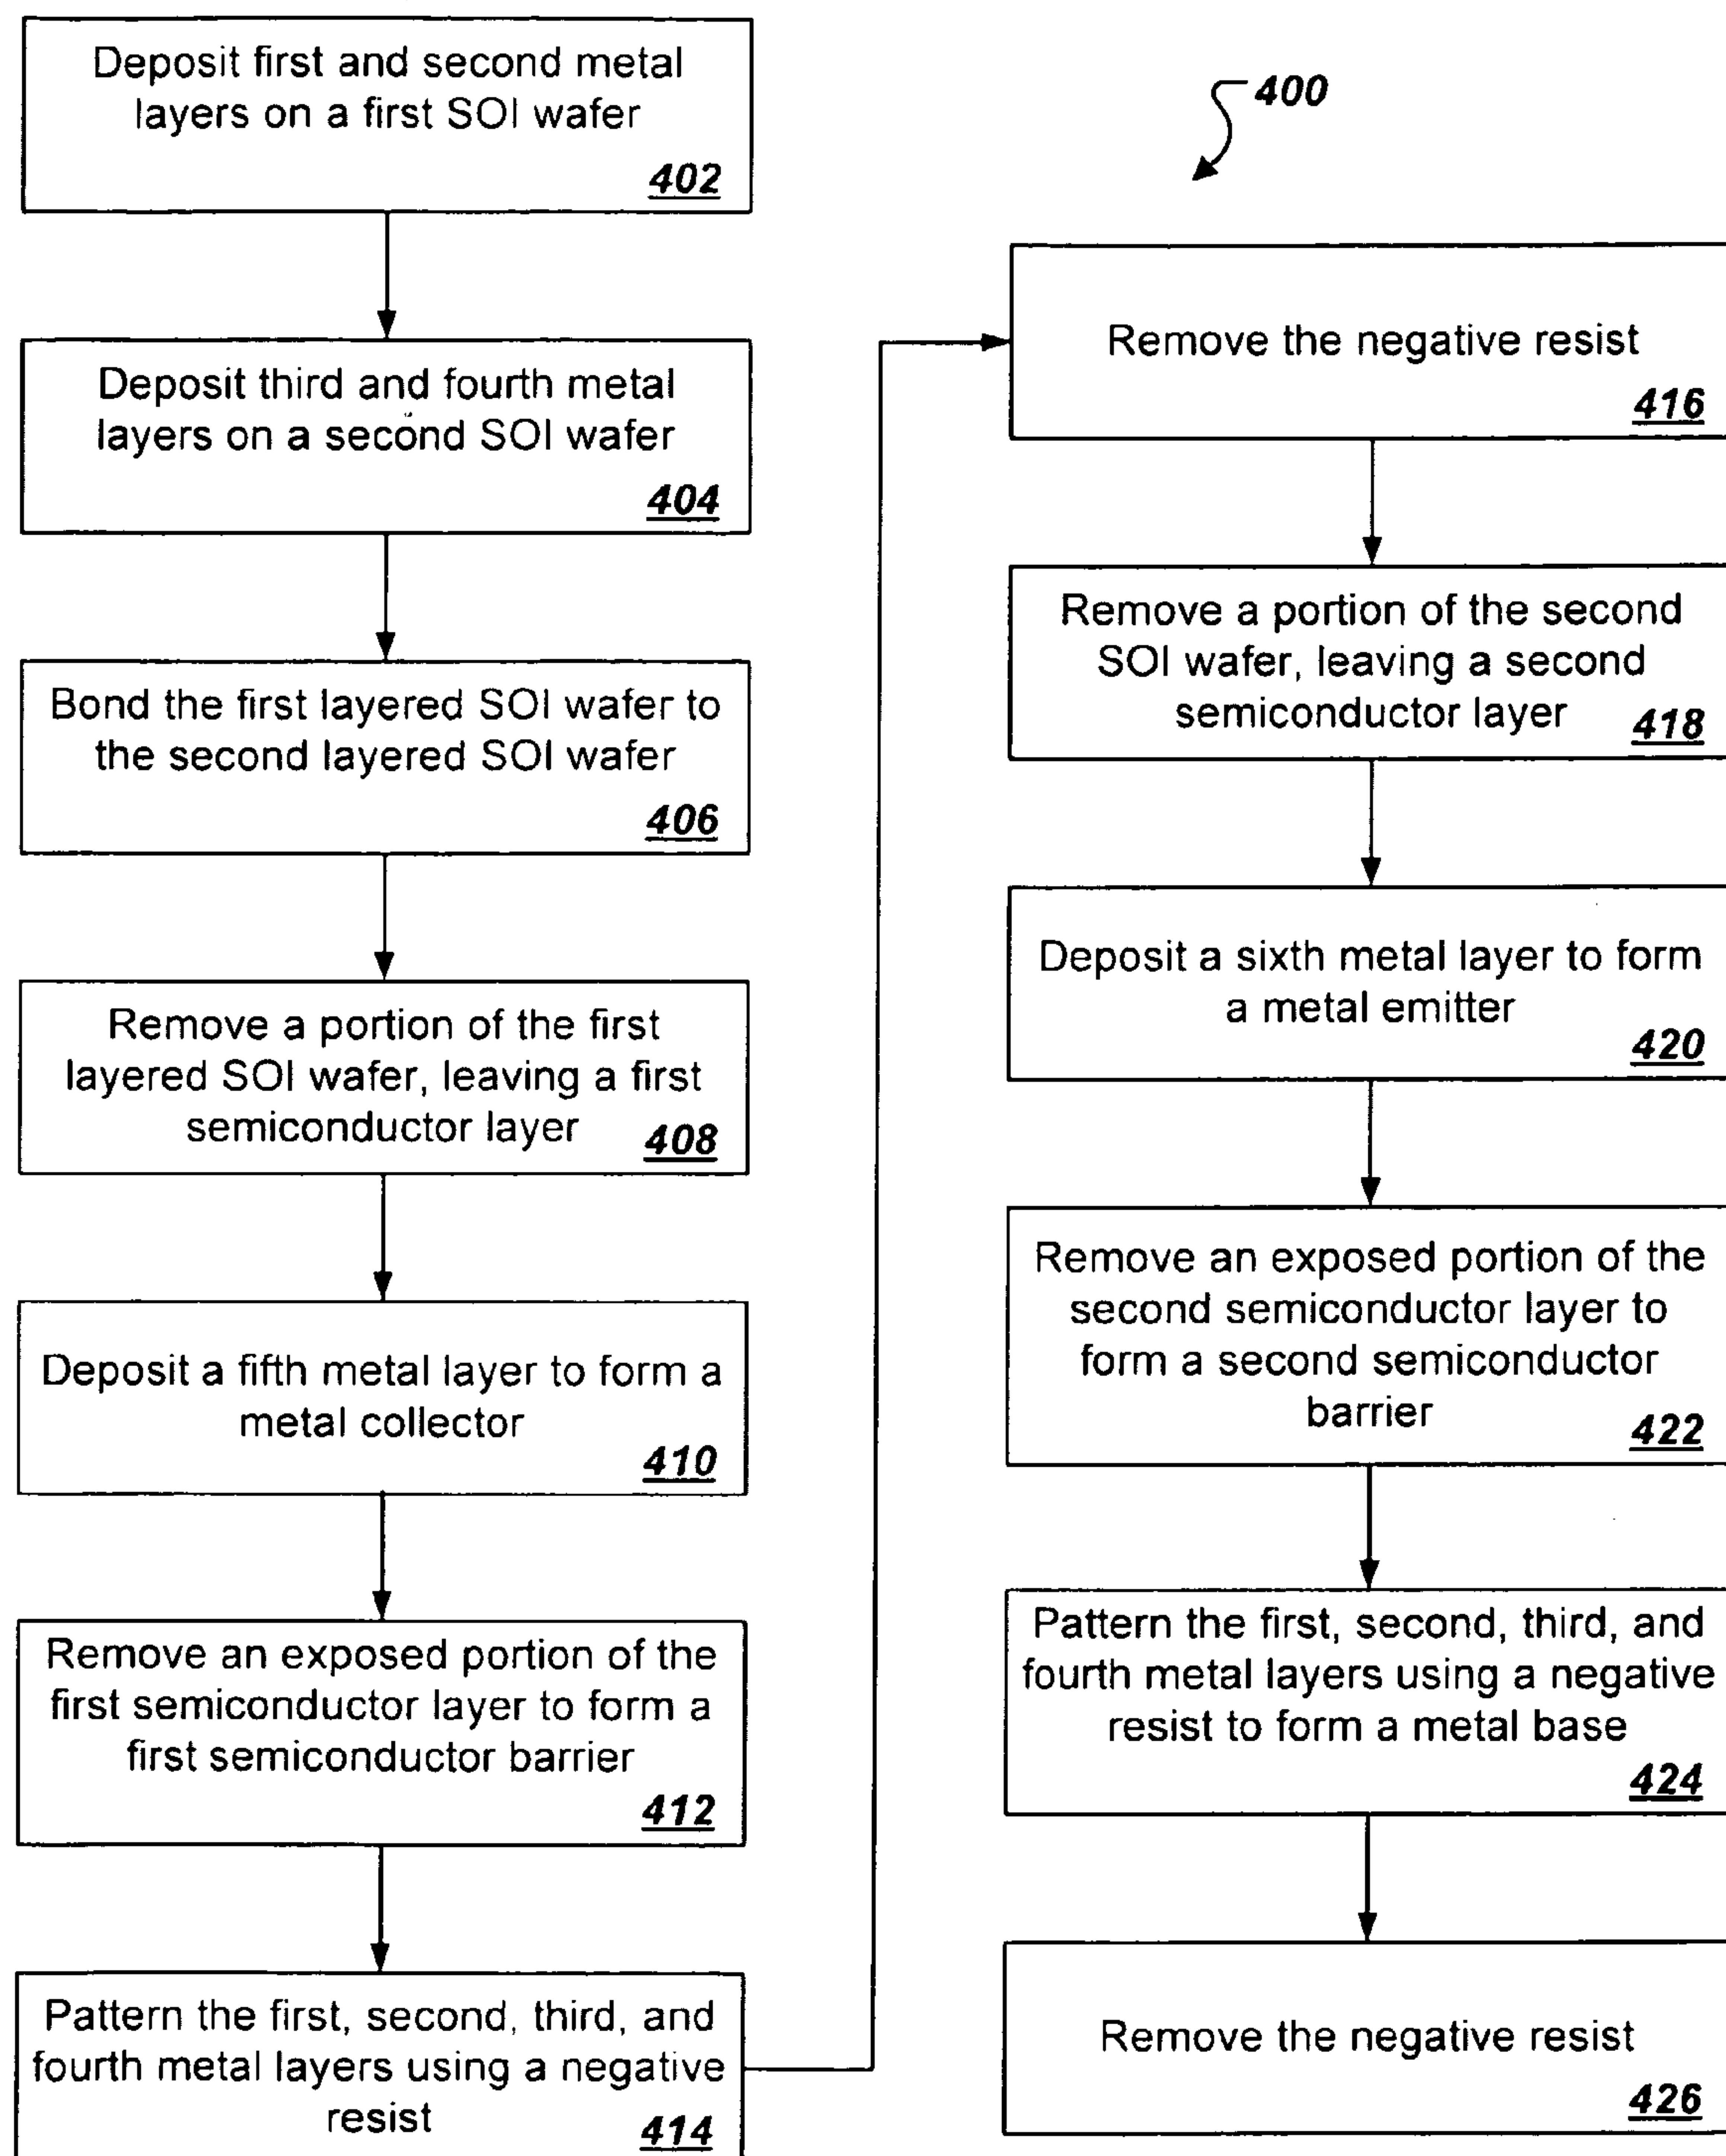 Deposit first and second metal
layers on a first SOI wafer
402
Deposit third and fourth metal
layers on a second SOI wafer
404
Bond the first layered SOI wafer to
the second layered SOI wafer
406
Remove a portion of the first
layered SOI wafer, leaving a first
semiconductor layer
408
Deposit a fifth metal layer to form a
metal collector
410
Remove an exposed portion of the
first semiconductor layer to form a
first semiconductor barrier
412
Pattern the first, second, third, and
fourth metal layers using a negative
resist
414
400
Remove the negative resist
416
Remove a portion of the second
SOI wafer, leaving a second
semiconductor layer
418
Deposit a sixth metal layer to form
a metal emitter
420
Remove an exposed portion of the
second semiconductor layer to
form a second semiconductor
barrier
422
Pattern the first, second, third, and
fourth metal layers using a negative
resist to form a metal base
424
Remove the negative resist
426